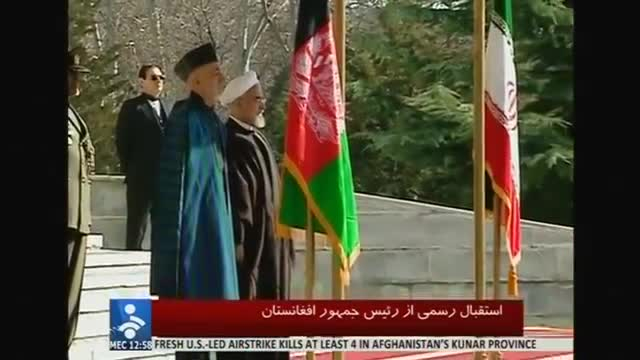 استقبال رسمی از رئیس جمهور افغانستان
MEC 12:58 FRESH U.S.-LED AIRSTRIKE KILLS AT LEAST 4 IN AFGHANISTAN'S KUNAR PROVINCE